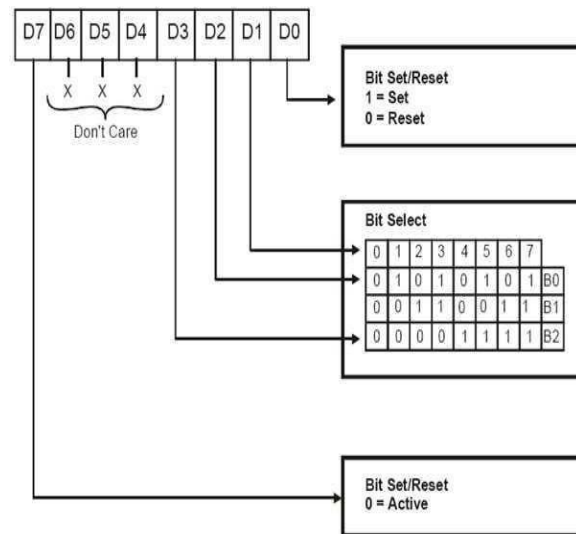 D7 D6 D5 D4 D3 D2 D1 D0
X X X
Don't Care
Bit Set/Reset
1 = Set
0 = Reset
Bit Select
0 1 2 3 4 5 6 7
0 1 0 1 0 1 0 1 B0
0 0 1 1 0 0 1 1 B1
0 0 0 0 1 1 1 1 B2
Bit Set/Reset
0 = Active